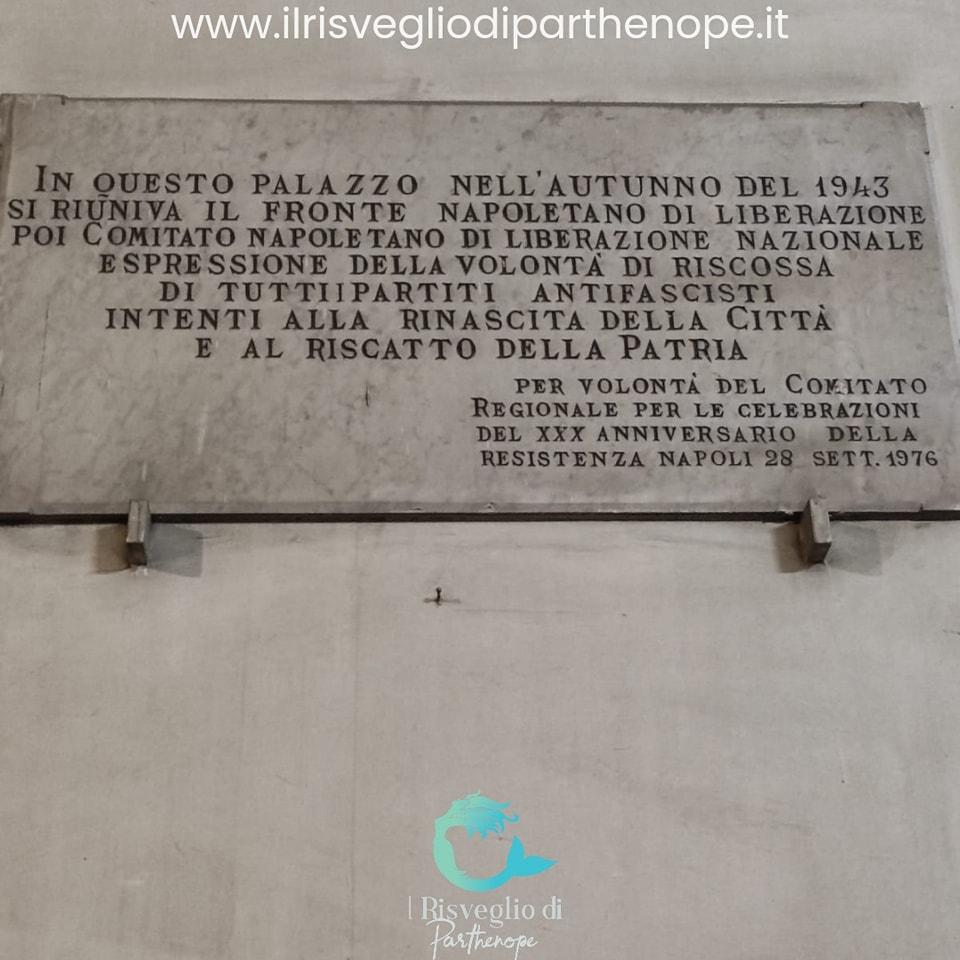 www.ilrisvegliodiparthenope.it
IN QUESTO PALAZZO NELL'AUTUNNO DEL 1943
SI RIUNIVA IL FRONTE NAPOLETANO DI LIBERAZIONE
POI COMITATO NAPOLETANO DI LIBERAZIONE NAZIONALE
ESPRESSIONE DELLA VOLONTÀ DI RISCOSSA
DI TUTTI I PARTITI ANTIFASCISTI
INTENTI ALLA RINASCITA DELLA CITTÀ
E AL RISCATTO DELLA PATRIA
PER VOLONTÀ DEL COMITATO
REGIONALE PER LE CELEBRAZIONI
DEL XXX ANNIVERSARIO DELLA
RESISTENZA NAPOLI 28 SETT. 1976
Il Risveglio di
Parthenope